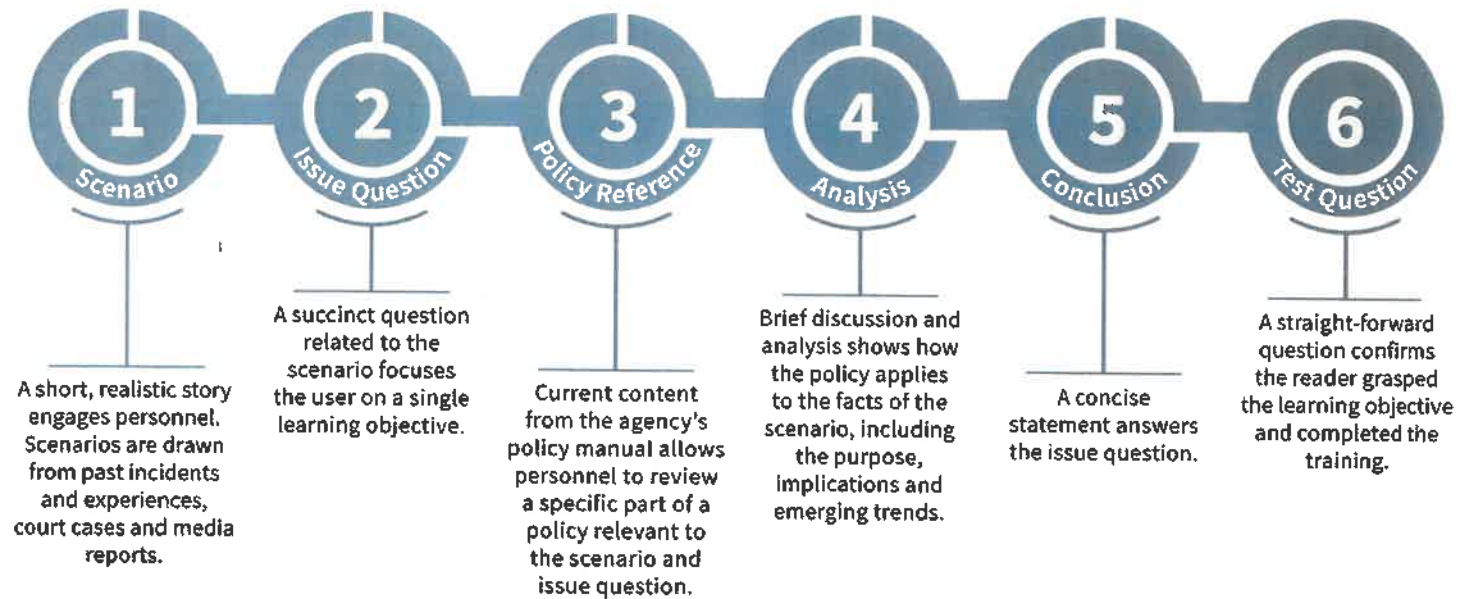 1
Scenario
A short, realistic story
engages personnel.
Scenarios are drawn
from past incidents
and experiences,
court cases and media
reports.
2
Issue Question
A succinct question
related to the
scenario focuses
the user on a single
learning objective.
3
Policy Reference
Current content
from the agency's
policy manual allows
personnel to review
a specific part of a
policy relevant to
the scenario and
issue question.
4
Analysis
Brief discussion and
analysis shows how
the policy applies
to the facts of the
scenario, including
the purpose,
implications and
emerging trends.
5
Conclusion
A concise
statement answers
the issue question.
6
Test Question
A straight-forward
question confirms
the reader grasped
the learning objective
and completed the
training.